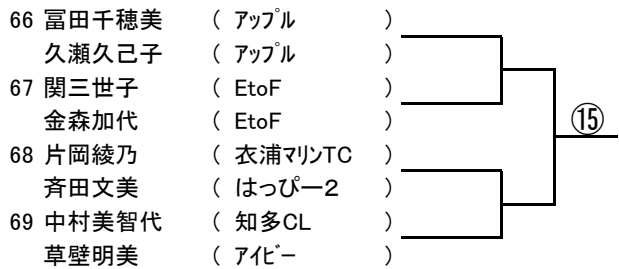 66 冨田千穂美 ( アップル )
久瀬久己子 ( アップル )
67 関三世子 ( EtoF )
金森加代 ( EtoF )
⑮
68 片岡綾乃 ( 衣浦マリンTC )
斉田文美 ( はっぴー2 )
69 中村美智代 ( 知多CL )
草壁明美 ( アイビー )